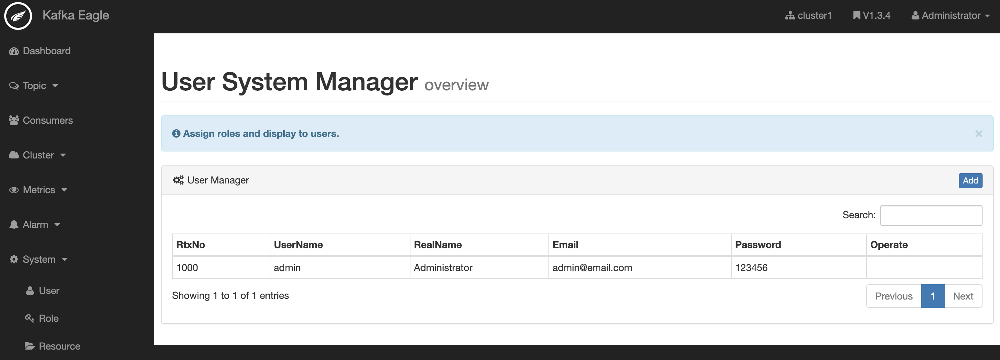 Kafka Eagle
cluster1 V1.3.4 Administrator
Dashboard
Topic
Consumers
Cluster
Metrics
Alarm
System
User
Role
Resource
User System Manager overview
Assign roles and display to users. ×
User Manager Add
Search:
RtxNo UserName RealName Email Password Operate
1000 admin Administrator admin@email.com 123456
Showing 1 to 1 of 1 entries Previous 1 Next